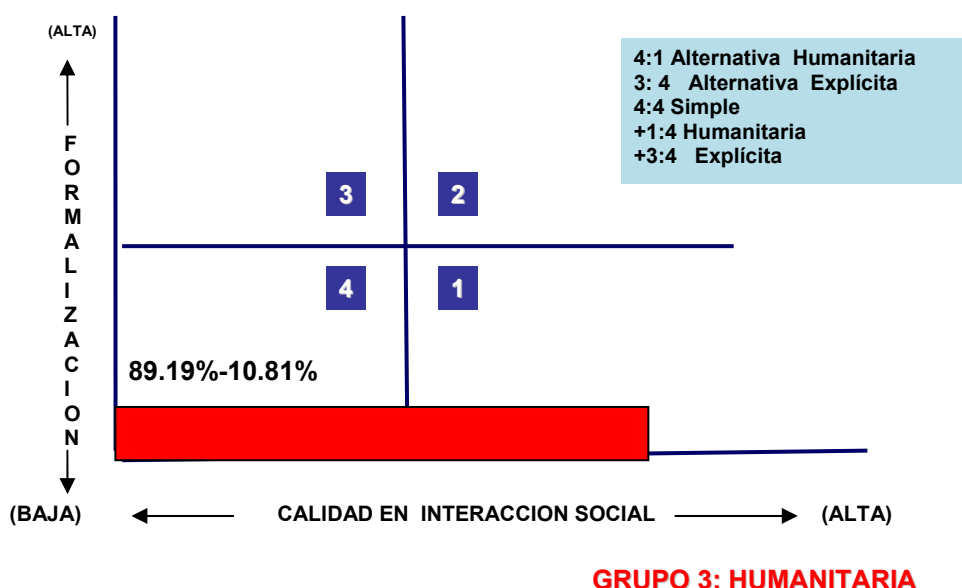 (ALTA)
4:1 Alternativa Humanitaria
3: 4 Alternativa Explícita
4:4 Simple
+1:4 Humanitaria
+3:4 Explícita
F
O
R
M
A
L
I
Z
A
C
I
O
N
3
2
4
1
89.19%-10.81%
(BAJA)
CALIDAD EN INTERACCION SOCIAL
(ALTA)
GRUPO 3: HUMANITARIA